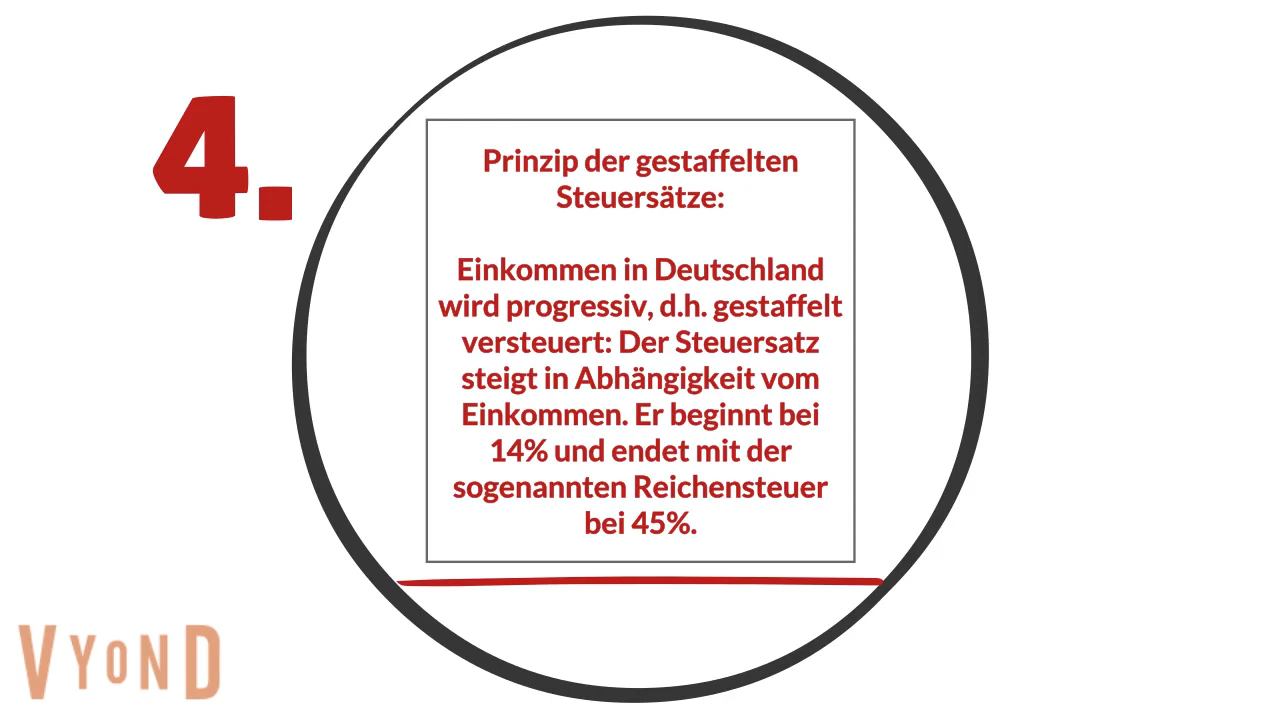 4.
Prinzip der gestaffelten
Steuersätze:
Einkommen in Deutschland
wird progressiv, d.h. gestaffelt
versteuert: Der Steuersatz
steigt in Abhängigkeit vom
Einkommen. Er beginnt bei
14% und endet mit der
sogenannten Reichensteuer
bei 45%.
VYOND